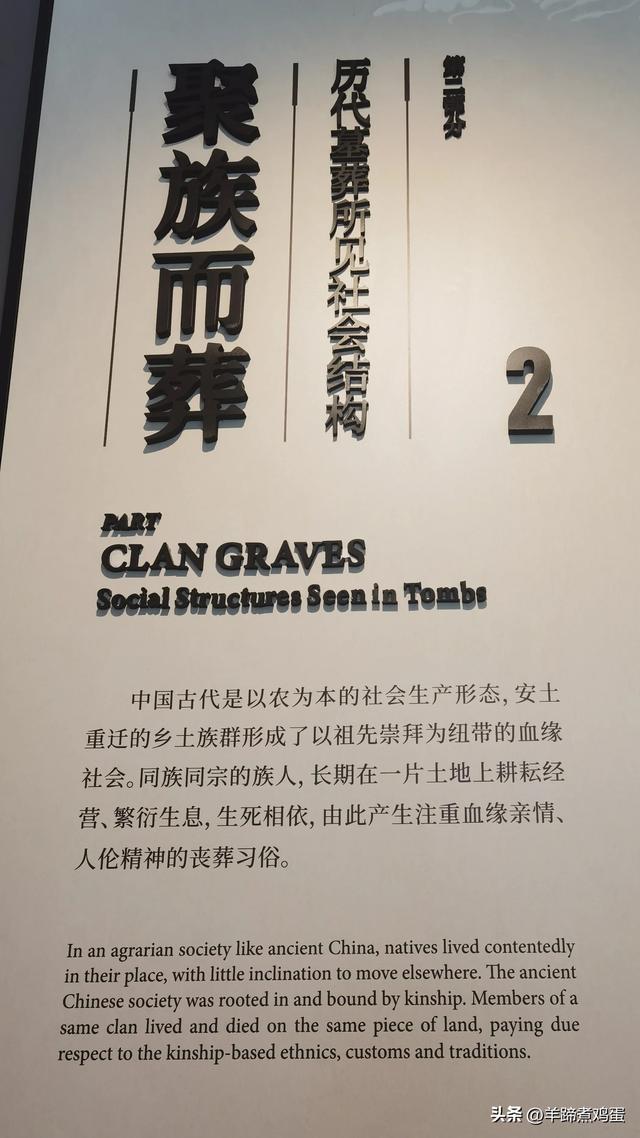 第二部分
历代墓葬所见社会结构
聚族而葬
2
PART
CLAN GRAVES
Social Structures Seen in Tombs
中国古代是以农为本的社会生产形态，安土
重迁的乡土族群形成了以祖先崇拜为纽带的血缘
社会。同族同宗的族人，长期在一片土地上耕耘经
营、繁衍生息，生死相依，由此产生注重血缘亲情、
人伦精神的丧葬习俗。
In an agrarian society like ancient China, natives lived contentedly
in their place, with little inclination to move elsewhere. The ancient
Chinese society was rooted in and bound by kinship. Members of a
same clan lived and died on the same piece of land, paying due
respect to the kinship-based ethnics, customs and traditions.
头条 @羊蹄煮鸡蛋